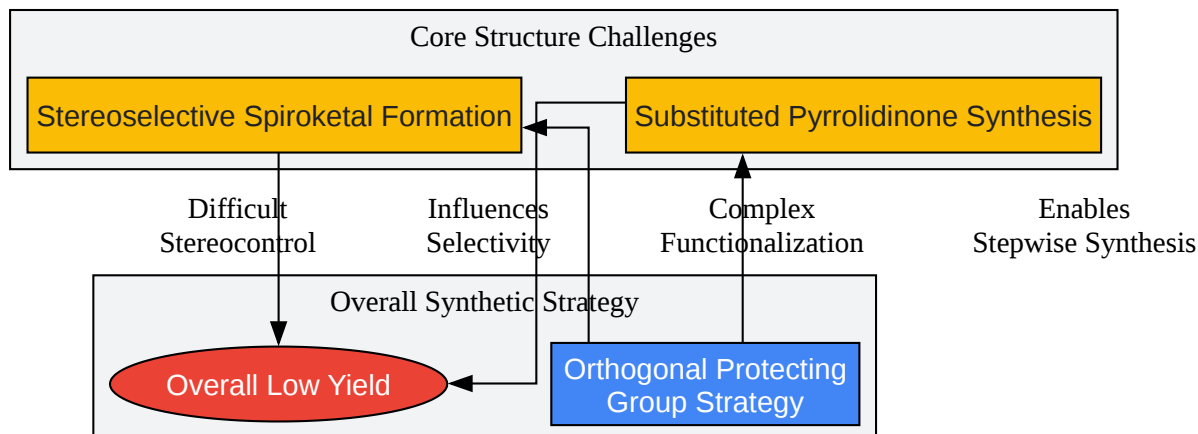 Core Structure Challenges
Stereoselective Spiroketal Formation
Substituted Pyrrolidinone Synthesis
Difficult
Stereocontrol
Influences
Selectivity
Complex
Functionalization
Enables
Stepwise Synthesis
Overall Synthetic Strategy
Overall Low Yield
Orthogonal Protecting
Group Strategy